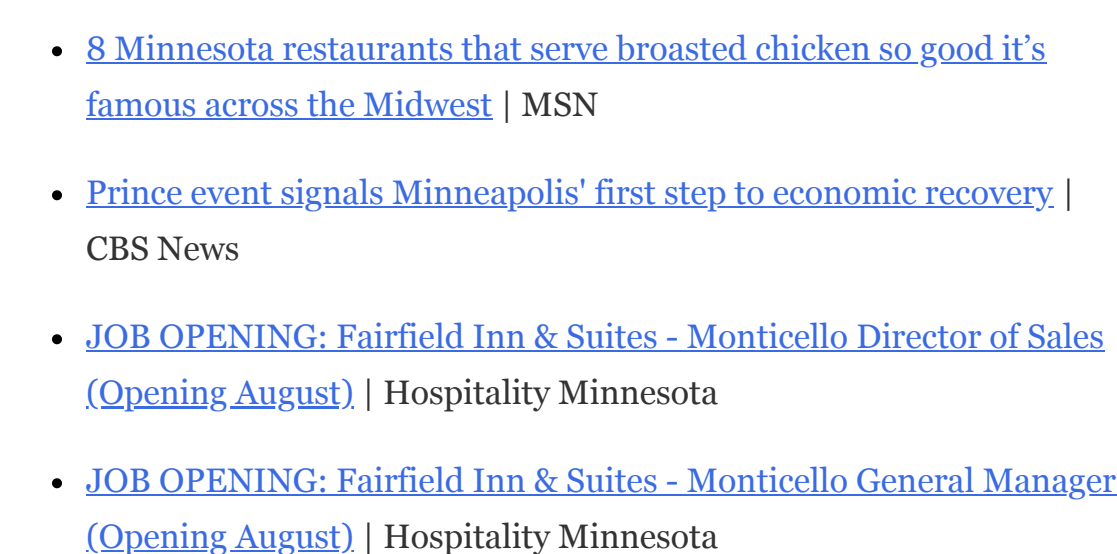 8 Minnesota restaurants that serve broasted chicken so good it’s
famous across the Midwest | MSN
Prince event signals Minneapolis' first step to economic recovery |
CBS News
JOB OPENING: Fairfield Inn & Suites - Monticello Director of Sales
(Opening August) | Hospitality Minnesota
JOB OPENING: Fairfield Inn & Suites - Monticello General Manager
(Opening August) | Hospitality Minnesota